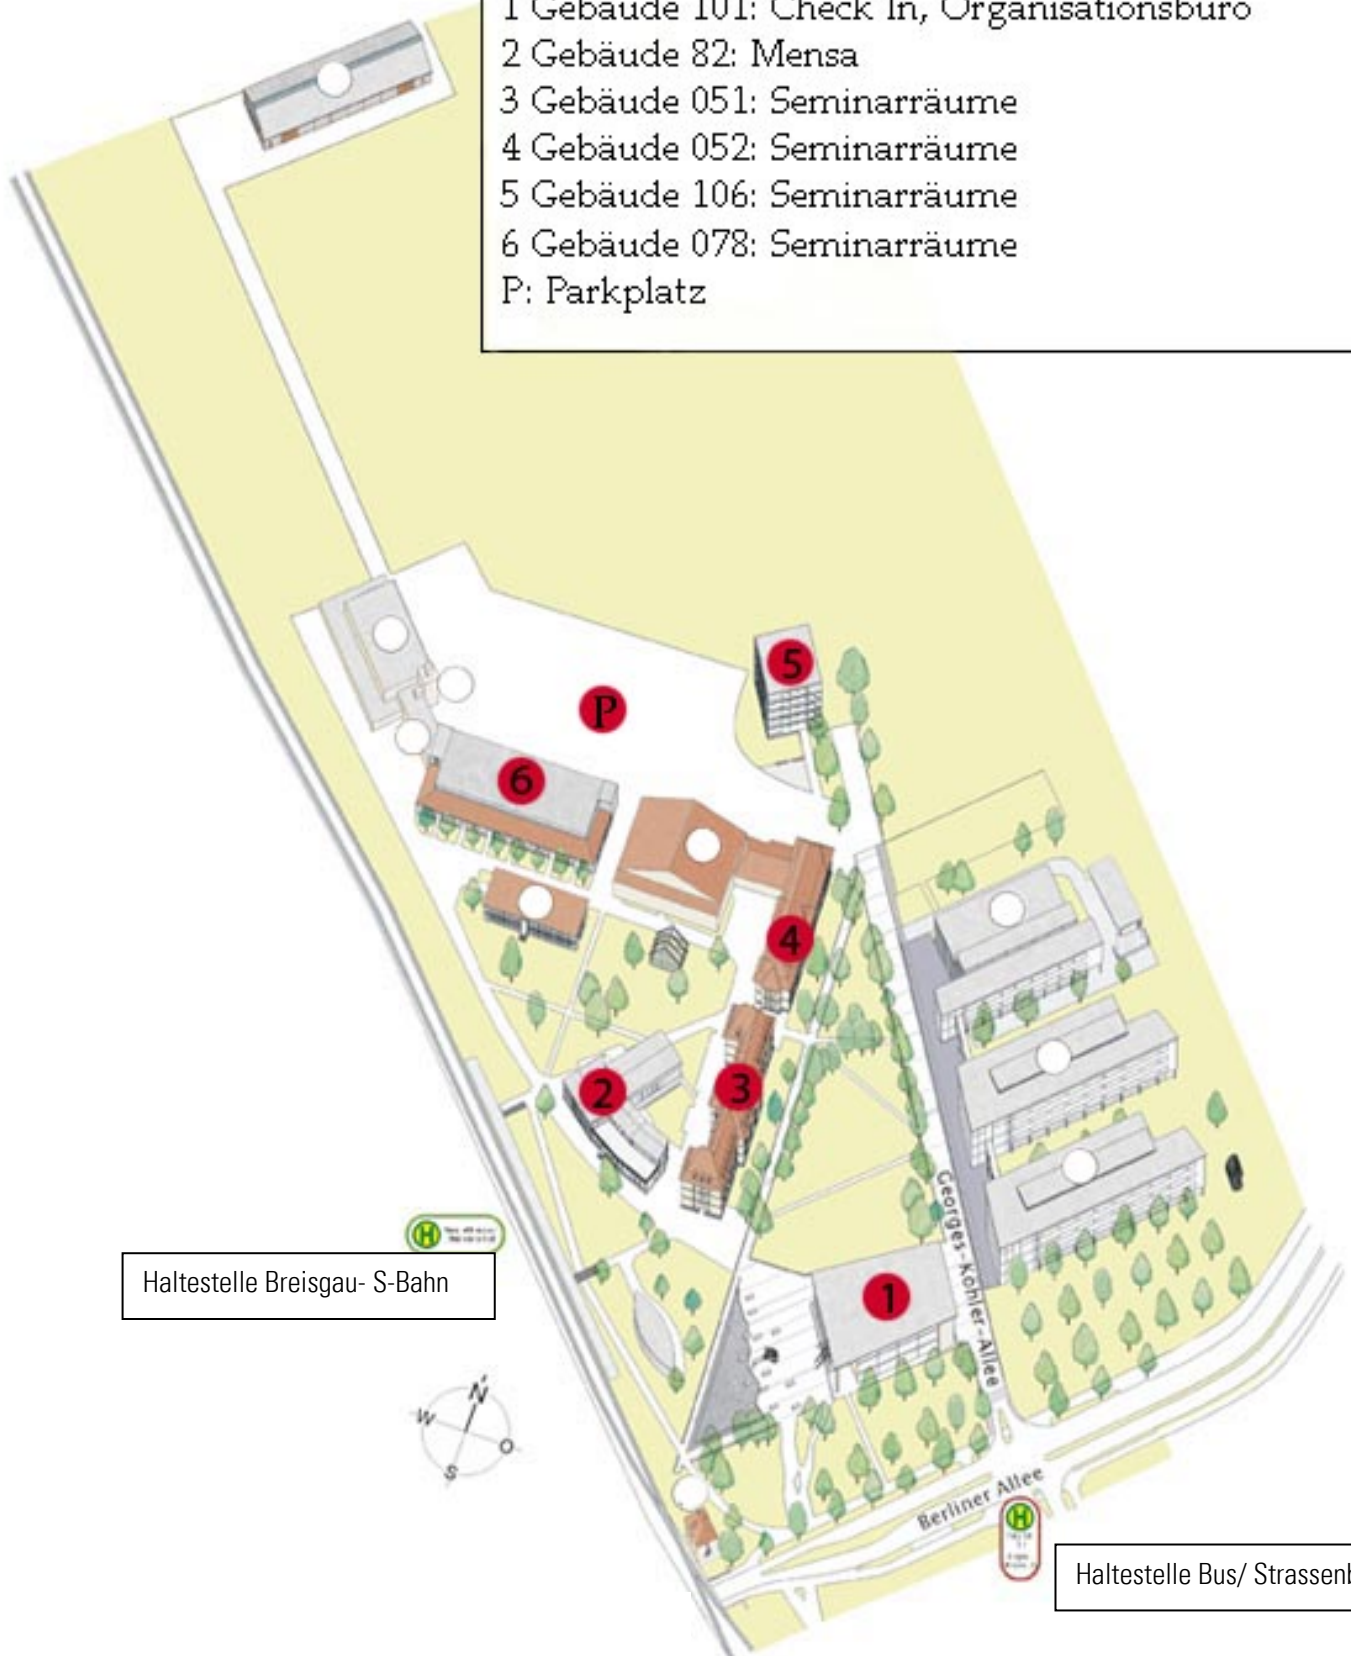 1 Gebäude 101: Check In, Organisationsbüro
2 Gebäude 82: Mensa
3 Gebäude 051: Seminarräume
4 Gebäude 052: Seminarräume
5 Gebäude 106: Seminarräume
6 Gebäude 078: Seminarräume
P: Parkplatz
5
P
6
4
2
3
Georges-Köhler-Allee
H
Haltestelle Breisgau- S-Bahn
1
N
W
O
S
Berliner Allee
H
Haltestelle Bus/ Strassenb